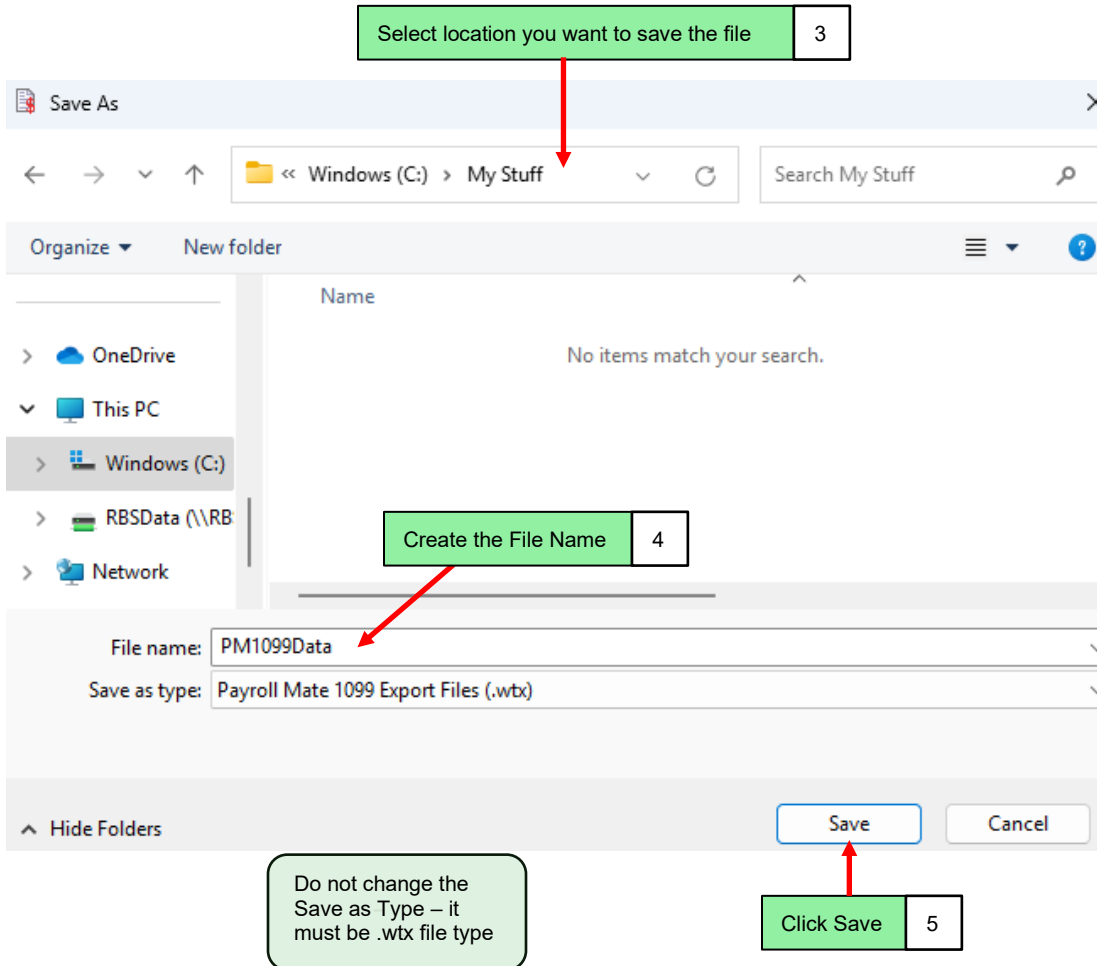 Select location you want to save the file 3
Save As
« Windows (C:) > My Stuff
Search My Stuff
Organize
New folder
Name
OneDrive
No items match your search.
This PC
Windows (C:)
RBSData (\\RB
Create the File Name 4
Network
File name: PM1099Data
Save as type: Payroll Mate 1099 Export Files (.wtx)
Hide Folders
Save
Cancel
Do not change the
Save as Type – it
must be .wtx file type
Click Save 5